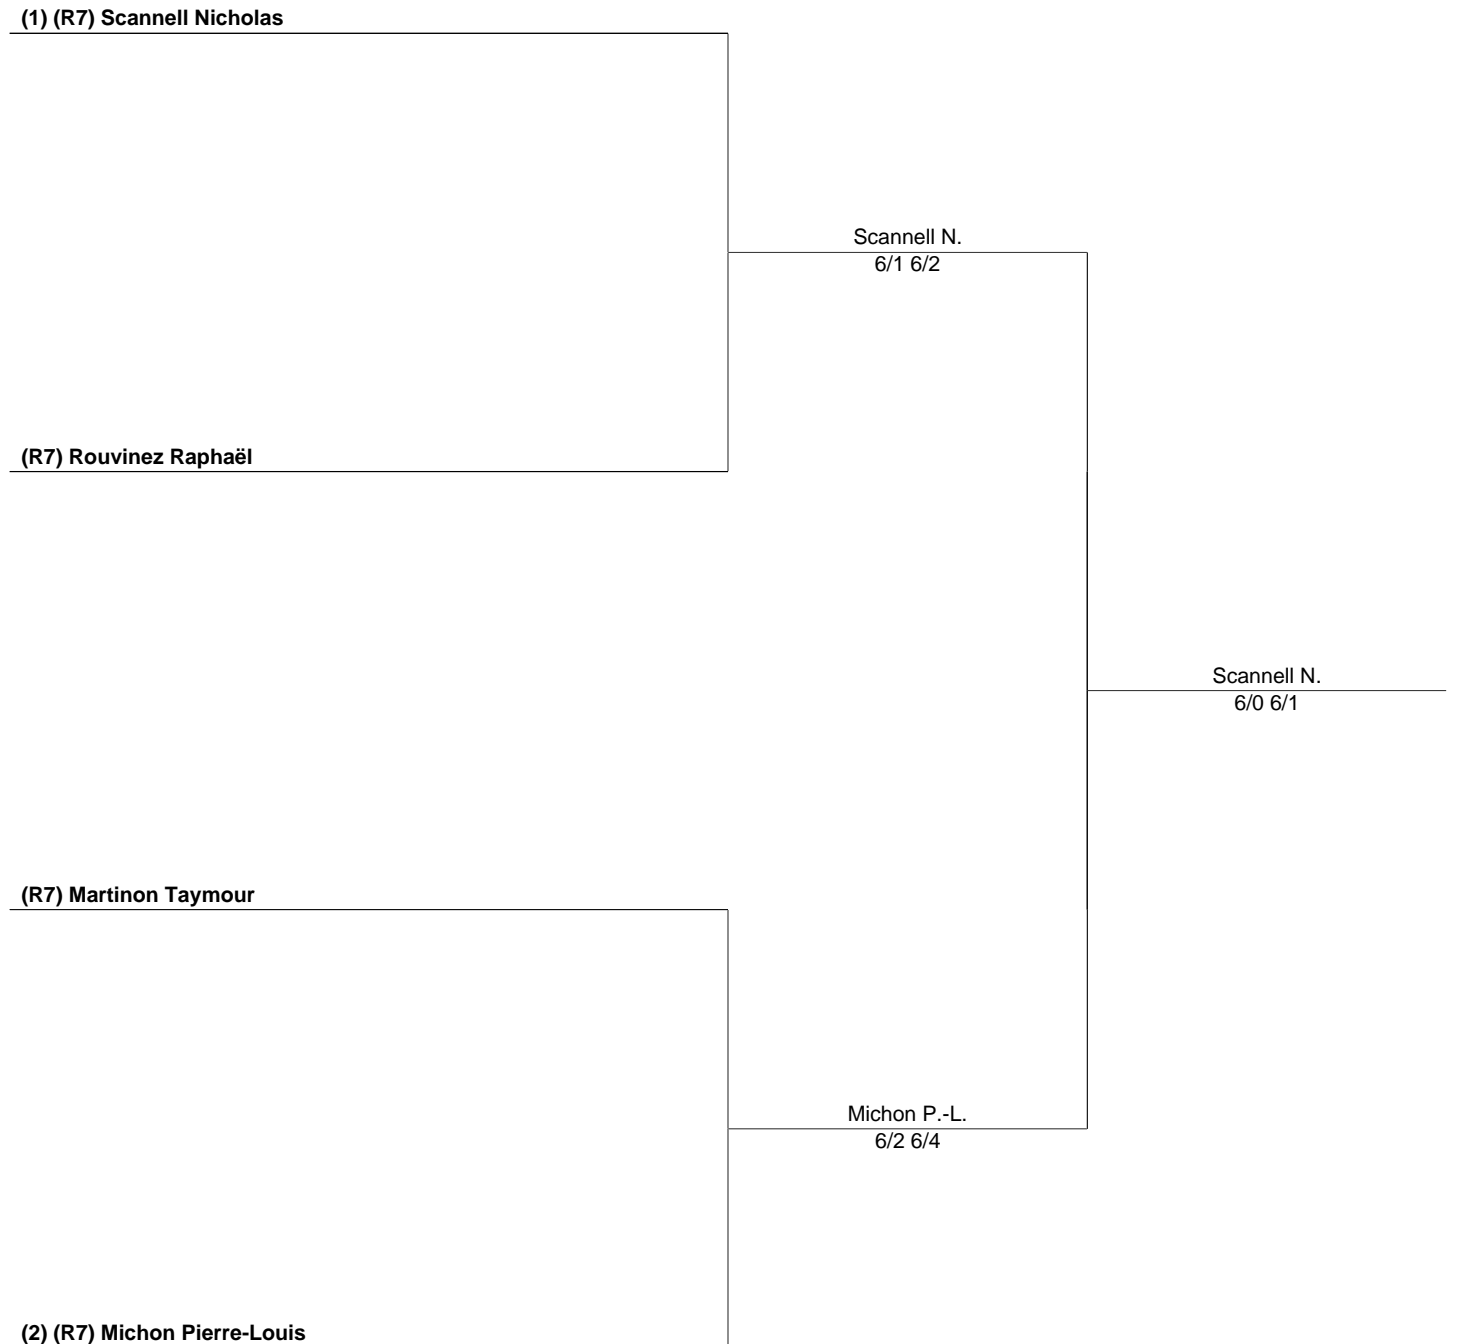 (1) (R7) Scannell Nicholas
Scannell N.
6/1 6/2
(R7) Rouvinez Raphaël
Scannell N.
6/0 6/1
(R7) Martinon Taymour
Michon P.-L.
6/2 6/4
(2) (R7) Michon Pierre-Louis